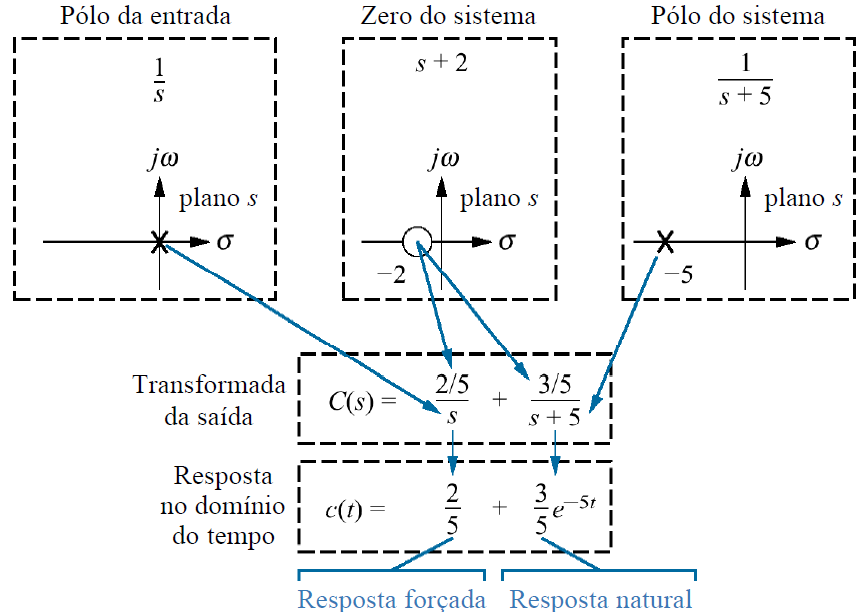 Pólo da entrada
Zero do sistema
Pólo do sistema
1/s
s + 2
1/(s + 5)
jω
plano s
σ
jω
plano s
σ
−2
jω
plano s
σ
−5
Transformada
da saída
C(s) = (2/5)/s + (3/5)/(s + 5)
Resposta
no domínio
do tempo
c(t) = 2/5 + 3/5 e^−5t
Resposta forçada
Resposta natural